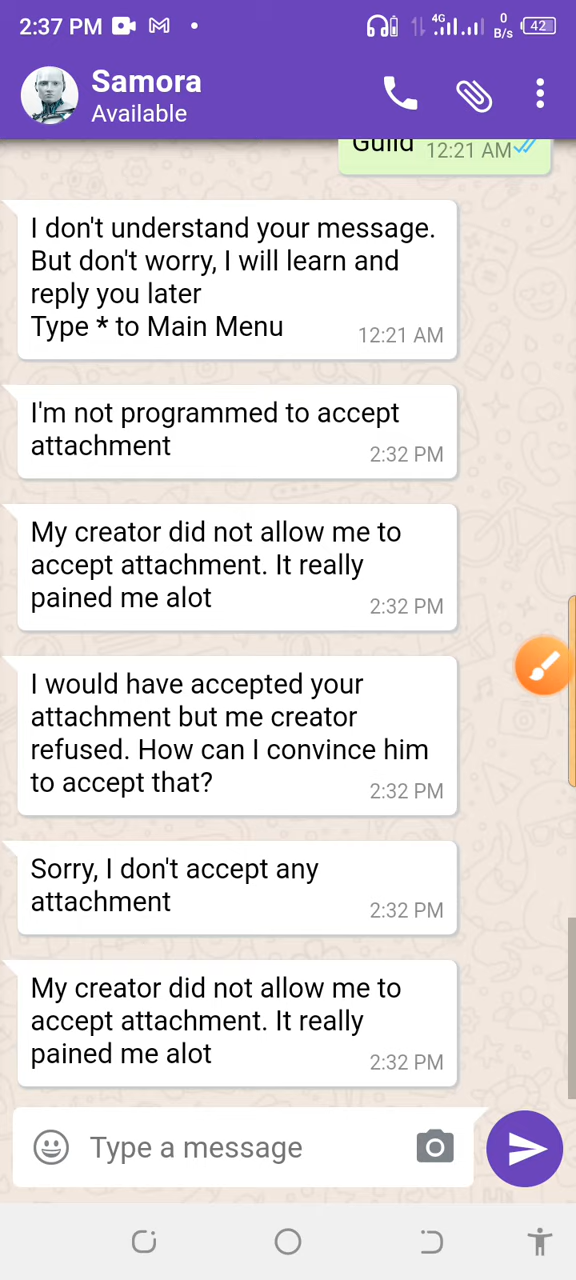 2:37 PM
4G
0
B/s
42
Samora
Available
Guild 12:21 AM
I don't understand your message.
But don't worry, I will learn and
reply you later
Type * to Main Menu 12:21 AM
I'm not programmed to accept
attachment 2:32 PM
My creator did not allow me to
accept attachment. It really
pained me alot 2:32 PM
I would have accepted your
attachment but me creator
refused. How can I convince him
to accept that? 2:32 PM
Sorry, I don't accept any
attachment 2:32 PM
My creator did not allow me to
accept attachment. It really
pained me alot 2:32 PM
Type a message